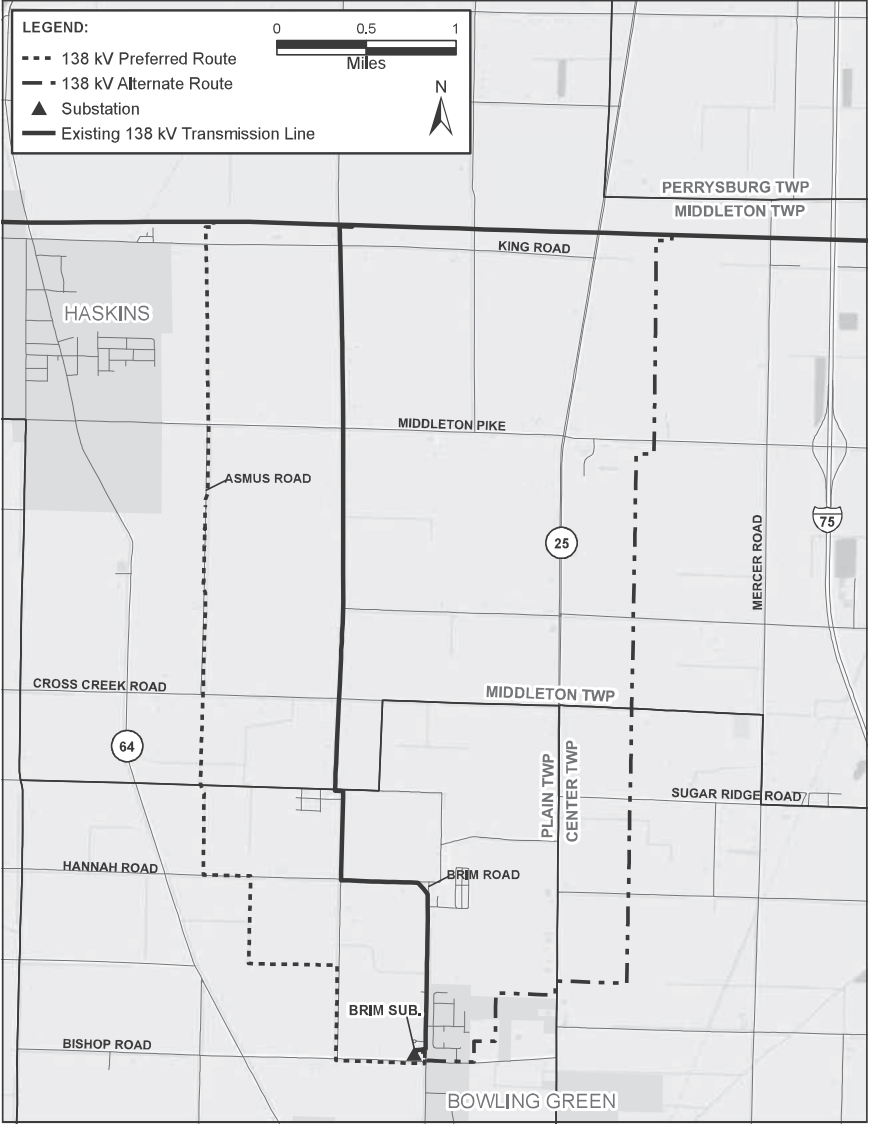 LEGEND:
0 0.5 1
Miles
138 kV Preferred Route
138 kV Alternate Route
Substation
Existing 138 kV Transmission Line
N
PERRYSBURG TWP
MIDDLETON TWP
KING ROAD
HASKINS
MIDDLETON PIKE
ASMUS ROAD
75
25
MERCER ROAD
CROSS CREEK ROAD
MIDDLETON TWP
64
PLAIN TWP
CENTER TWP
SUGAR RIDGE ROAD
HANNAH ROAD
BRIM ROAD
BRIM SUB.
BISHOP ROAD
BOWLING GREEN